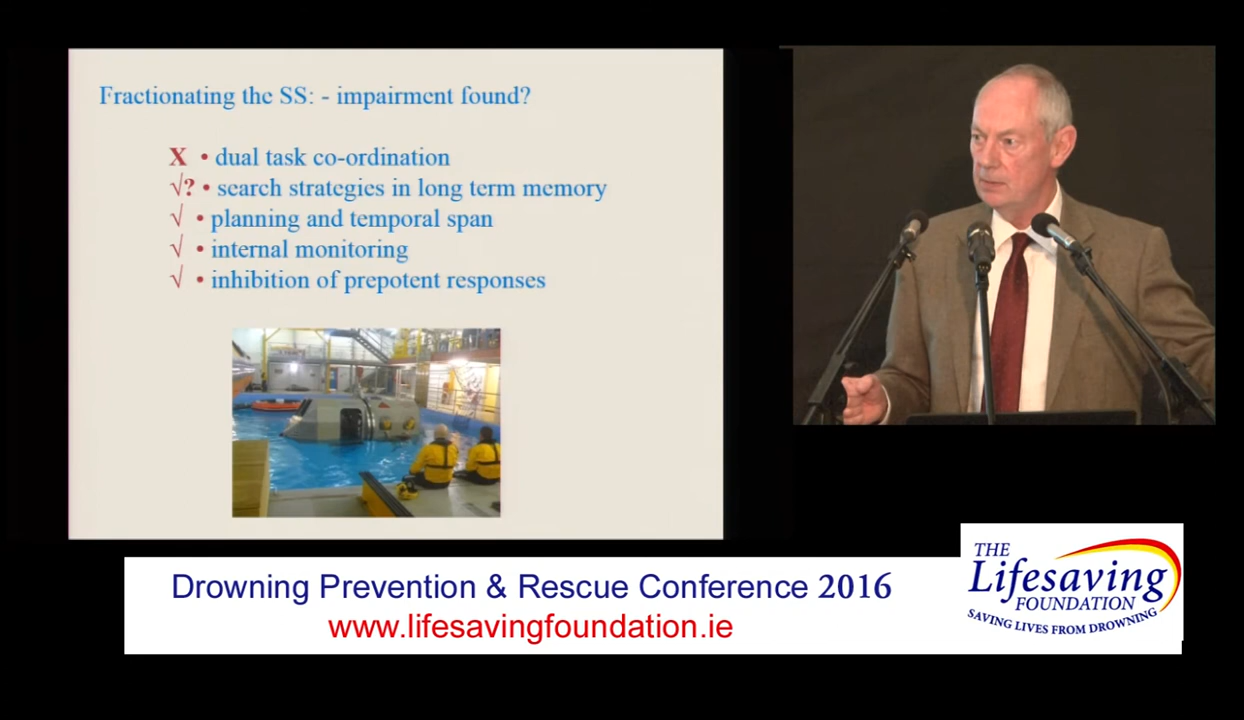 Fractionating the SS: - impairment found?
X • dual task co-ordination
√? • search strategies in long term memory
√ • planning and temporal span
√ • internal monitoring
√ • inhibition of prepotent responses
Drowning Prevention & Rescue Conference 2016
www.lifesavingfoundation.ie
THE
Lifesaving
FOUNDATION
SAVING LIVES FROM DROWNING